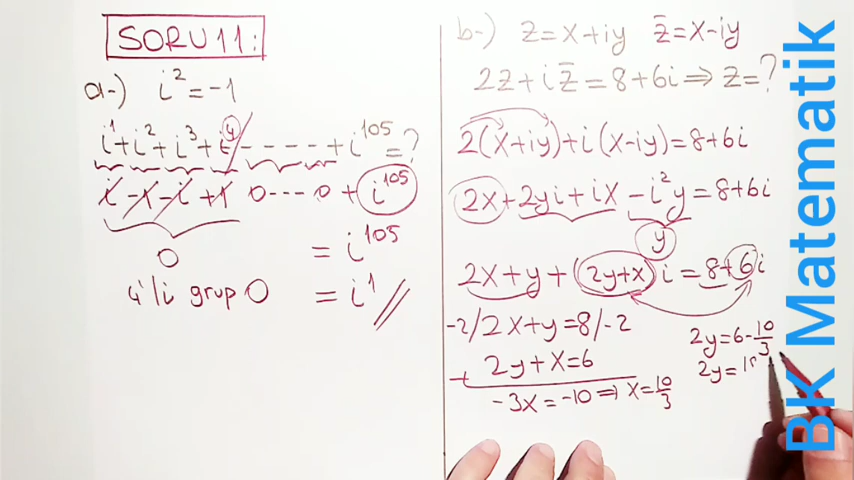 SORU 11:
a-) i² = -1
i¹+i²+i³+i⁴ ----- + i¹⁰⁵ = ?
i - 1 - i + 1 0 ---- 0 + i¹⁰⁵
0 = i¹⁰⁵
4'li grup 0 = i¹ //
b-) z = x+iy z̄ = x-iy
2z + i z̄ = 8+6i ⇒ z = ?
2(x+iy)+i(x-iy)=8+6i
2x+2yi+ix-i²y=8+6i
y
2x+y+(2y+x)i=8+6i
-2/2x+y=8/-2
2y+x=6
+
-3x=-10 ⇒ x=10/3
2y=6-10/3
2y=
BK Matematik